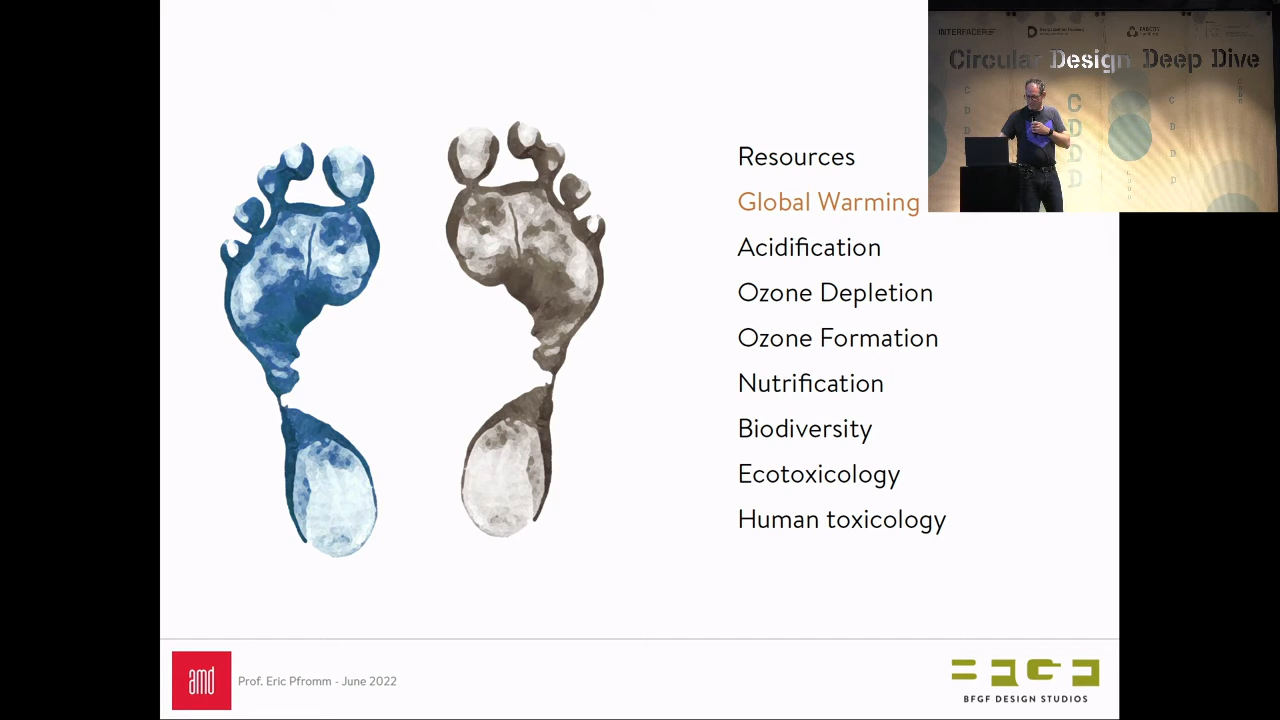 Resources
Global Warming
Acidification
Ozone Depletion
Ozone Formation
Nutrification
Biodiversity
Ecotoxicology
Human toxicology
INTERFACER
Circular Design Deep Dive
C
D
D
D
amd
Prof. Eric Pfromm - June 2022
BFGF DESIGN STUDIOS